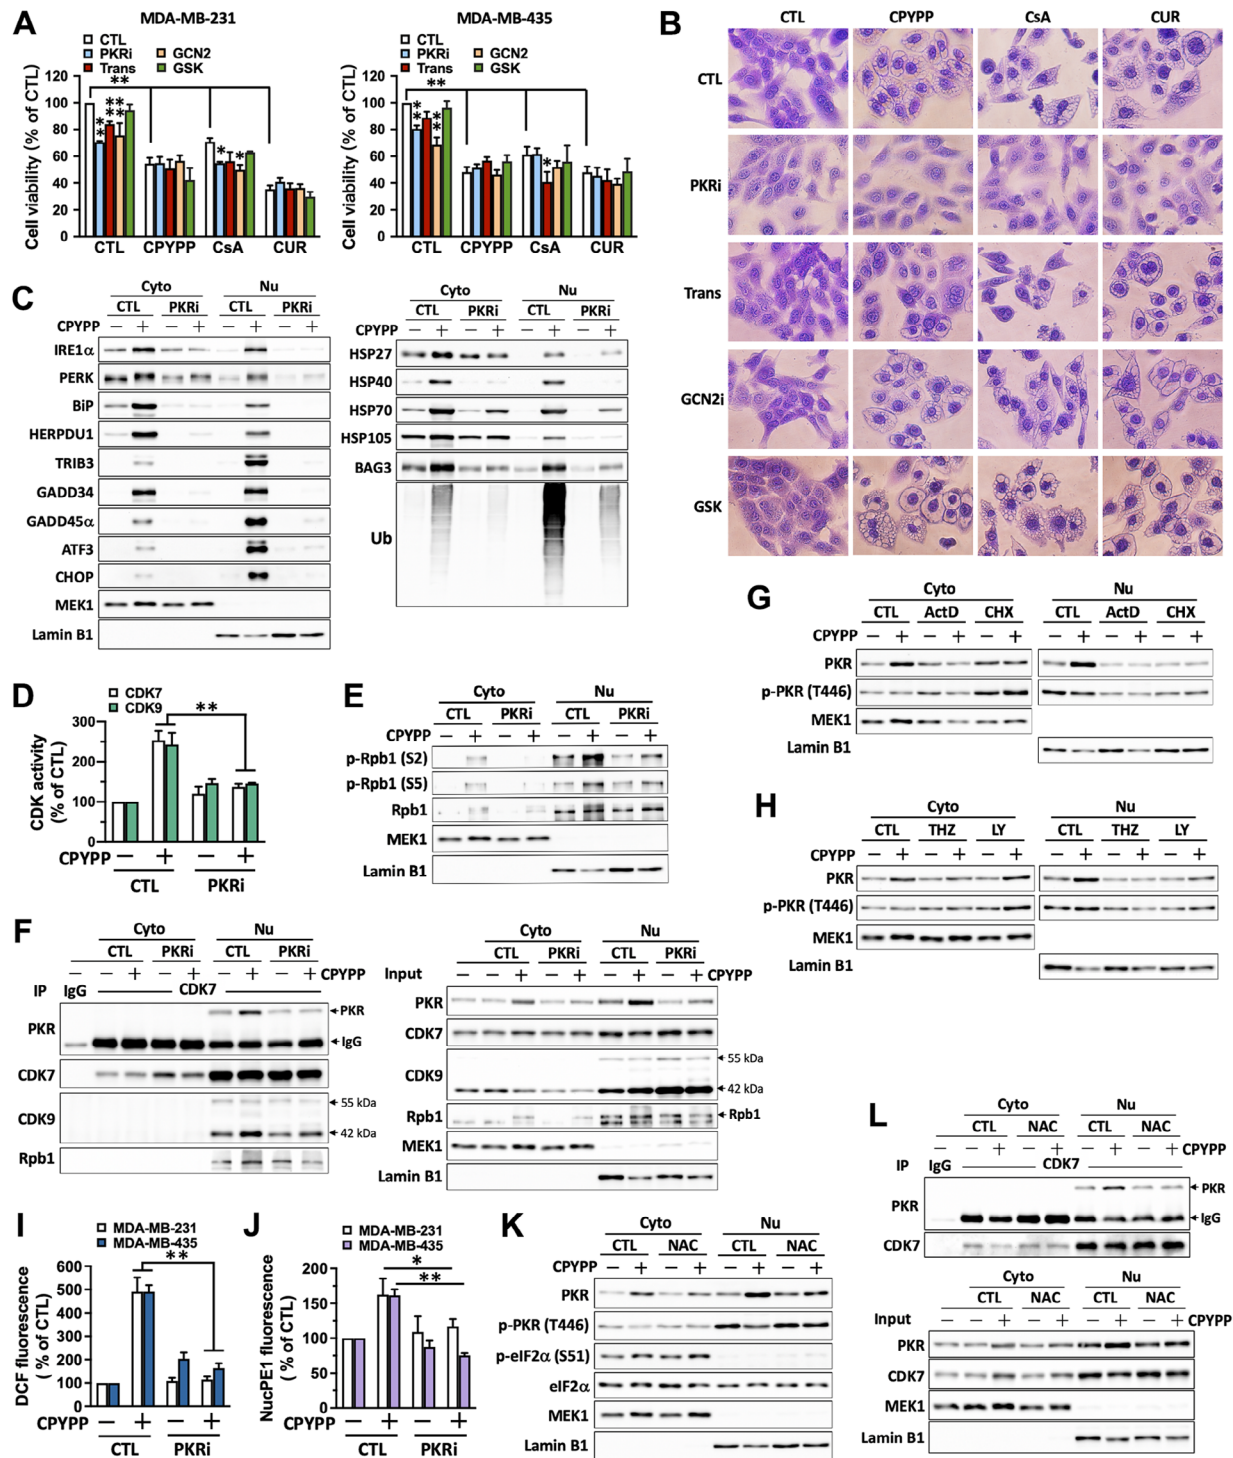 A
MDA-MB-231
CTL
PKRi
Trans
GCN2
GSK
Cell viability (% of CTL)
120
100
80
60
40
20
0
**
**
**
**
*
*
CTL CPYPP CsA CUR
MDA-MB-435
CTL
PKRi
Trans
GCN2
GSK
Cell viability (% of CTL)
120
100
80
60
40
20
0
**
**
**
*
CTL CPYPP CsA CUR
B
CTL CPYPP CsA CUR
CTL
PKRi
Trans
GCN2i
GSK
C
Cyto Nu
CTL PKRi CTL PKRi
CPYPP − + − + − + − +
IRE1α
PERK
BiP
HERPDU1
TRIB3
GADD34
GADD45α
ATF3
CHOP
MEK1
Lamin B1
Cyto Nu
CTL PKRi CTL PKRi
CPYPP − + − + − + − +
HSP27
HSP40
HSP70
HSP105
BAG3
Ub
D
CDK7
CDK9
CDK activity
(% of CTL)
300
200
100
0
**
CPYPP − + − +
CTL PKRi
E
Cyto Nu
CTL PKRi CTL PKRi
CPYPP − + − + − + − +
p-Rpb1 (S2)
p-Rpb1 (S5)
Rpb1
MEK1
Lamin B1
F
Cyto Nu
CTL PKRi CTL PKRi
− − + − + − + − + CPYPP
IP IgG CDK7
PKR
PKR
IgG
CDK7
CDK9
55 kDa
42 kDa
Rpb1
Cyto Nu
CTL PKRi CTL PKRi
Input − − + − + − + − + CPYPP
PKR
CDK7
CDK9
55 kDa
42 kDa
Rpb1
Rpb1
MEK1
Lamin B1
G
Cyto Nu
CTL ActD CHX CTL ActD CHX
CPYPP − + − + − + − + − + − +
PKR
p-PKR (T446)
MEK1
Lamin B1
H
Cyto Nu
CTL THZ LY CTL THZ LY
CPYPP − + − + − + − + − + − +
PKR
p-PKR (T446)
MEK1
Lamin B1
I
MDA-MB-231
MDA-MB-435
DCF fluorescence
( % of CTL)
600
500
400
300
200
100
0
**
CPYPP − + − +
CTL PKRi
J
MDA-MB-231
MDA-MB-435
NucPE1 fluorescence
( % of CTL)
200
150
100
50
0
*
**
CPYPP − + − +
CTL PKRi
K
Cyto Nu
CTL NAC CTL NAC
CPYPP − + − + − + − +
PKR
p-PKR (T446)
p-eIF2α (S51)
eIF2α
MEK1
Lamin B1
L
Cyto Nu
CTL NAC CTL NAC
− − + − + − + − + CPYPP
IP IgG CDK7
PKR
PKR
IgG
CDK7
Cyto Nu
CTL NAC CTL NAC
Input − − + − + − + − + CPYPP
PKR
CDK7
MEK1
Lamin B1